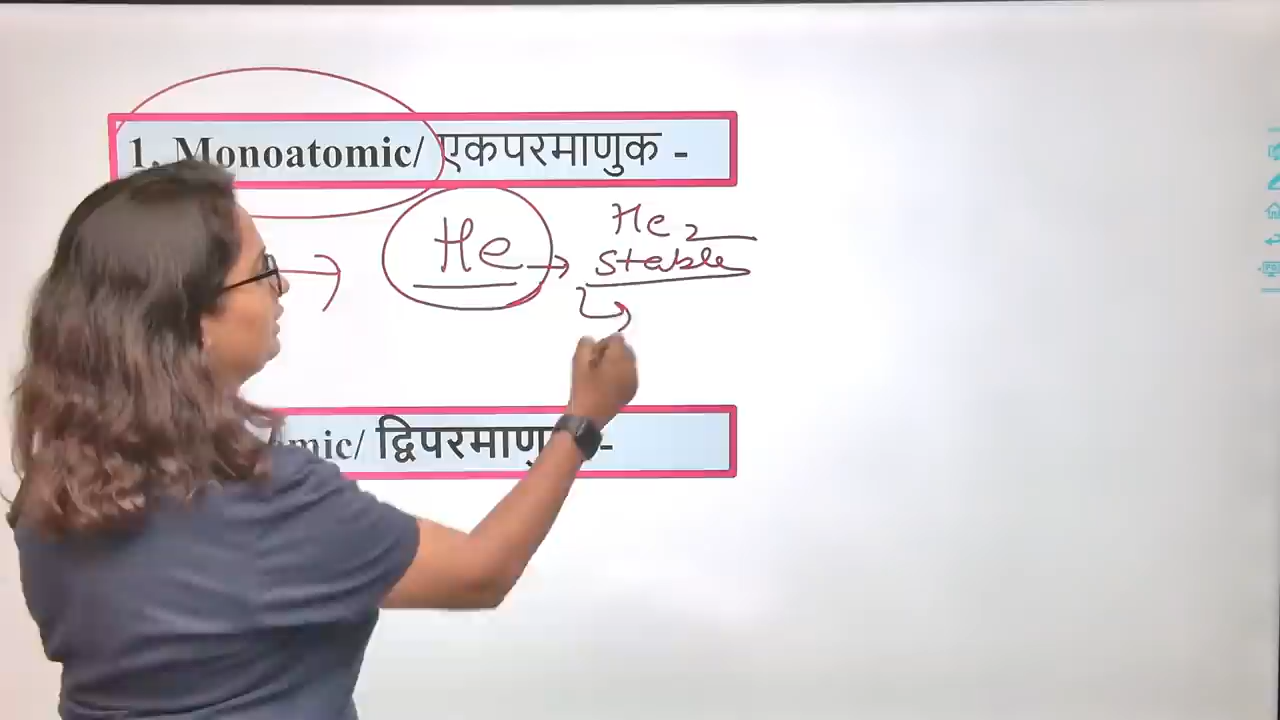 1. Monoatomic/ एकपरमाणुक -
He → He2
stable
mic/ द्विपरमाणु -